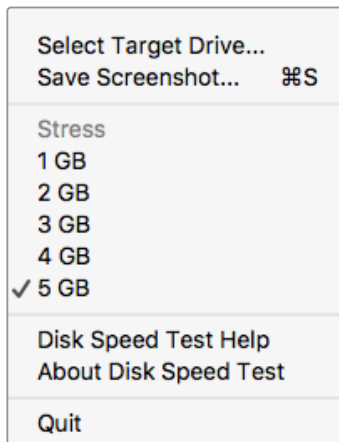 Select Target Drive...
Save Screenshot... ⌘S
Stress
1 GB
2 GB
3 GB
4 GB
✓ 5 GB
Disk Speed Test Help
About Disk Speed Test
Quit